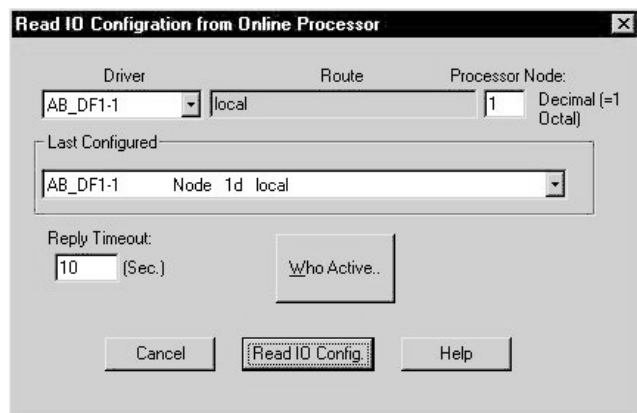 Read IO Configration from Online Processor
Driver Route Processor Node:
AB_DF1-1 local 1 Decimal (=1 Octal)
Last Configured
AB_DF1-1 Node 1d local
Reply Timeout:
10 (Sec.) Who Active..
Cancel Read IO Config. Help